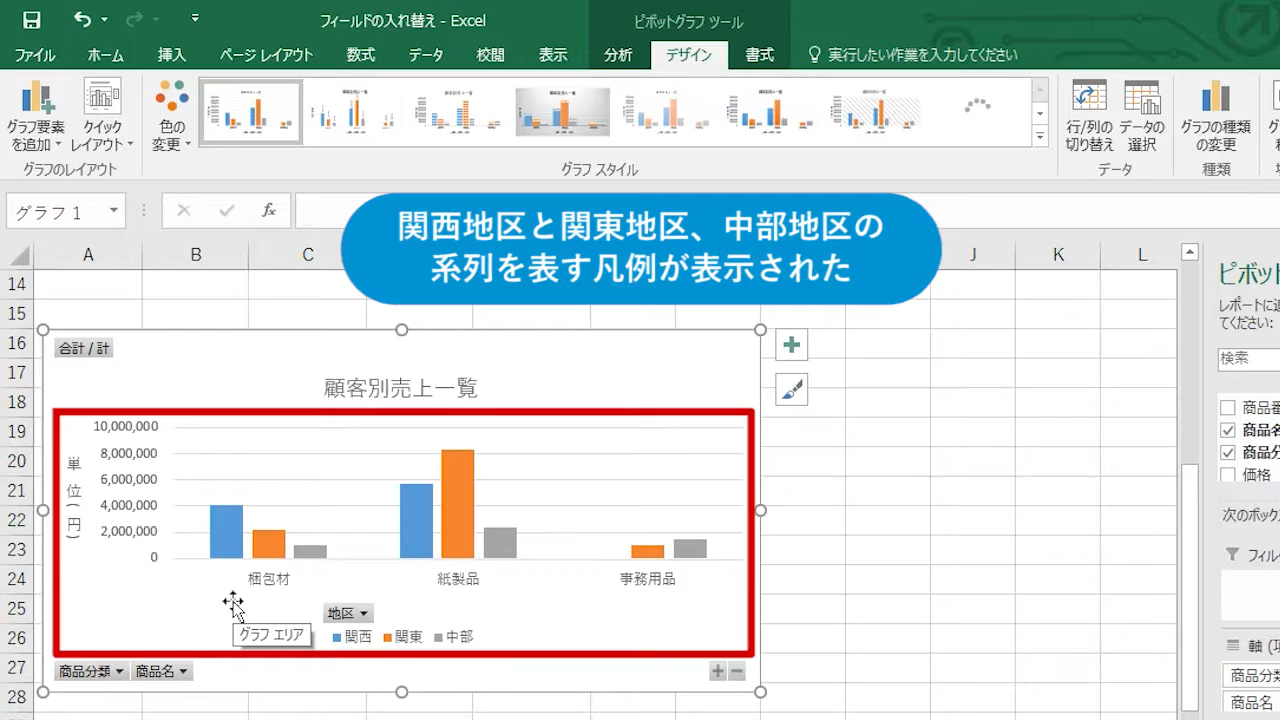 フィールドの入れ替え - Excel
ピボットグラフ ツール
ファイル ホーム 挿入 ページ レイアウト 数式 データ 校閲 表示 分析 デザイン 書式 実行したい作業を入力してください
グラフ要素
を追加
クイック
レイアウト
色の
変更
行/列の
切り替え
データの
選択
グラフの種類
の変更
グラフのレイアウト
グラフ スタイル
データ
種類
グラフ 1
fx
関西地区と関東地区、中部地区の
系列を表す凡例が表示された
A B C J K L
ピボット
レポートに追
てください:
検索
商品番
商品名
商品分
価格
次のボックス
フィル
軸 (項
商品分類
商品名
14
15
16
17
18
19
20
21
22
23
24
25
26
27
28
合計 / 計
顧客別売上一覧
単位(円)
10,000,000
8,000,000
6,000,000
4,000,000
2,000,000
0
梱包材 紙製品 事務用品
地区
グラフ エリア
関西 関東 中部
商品分類 商品名